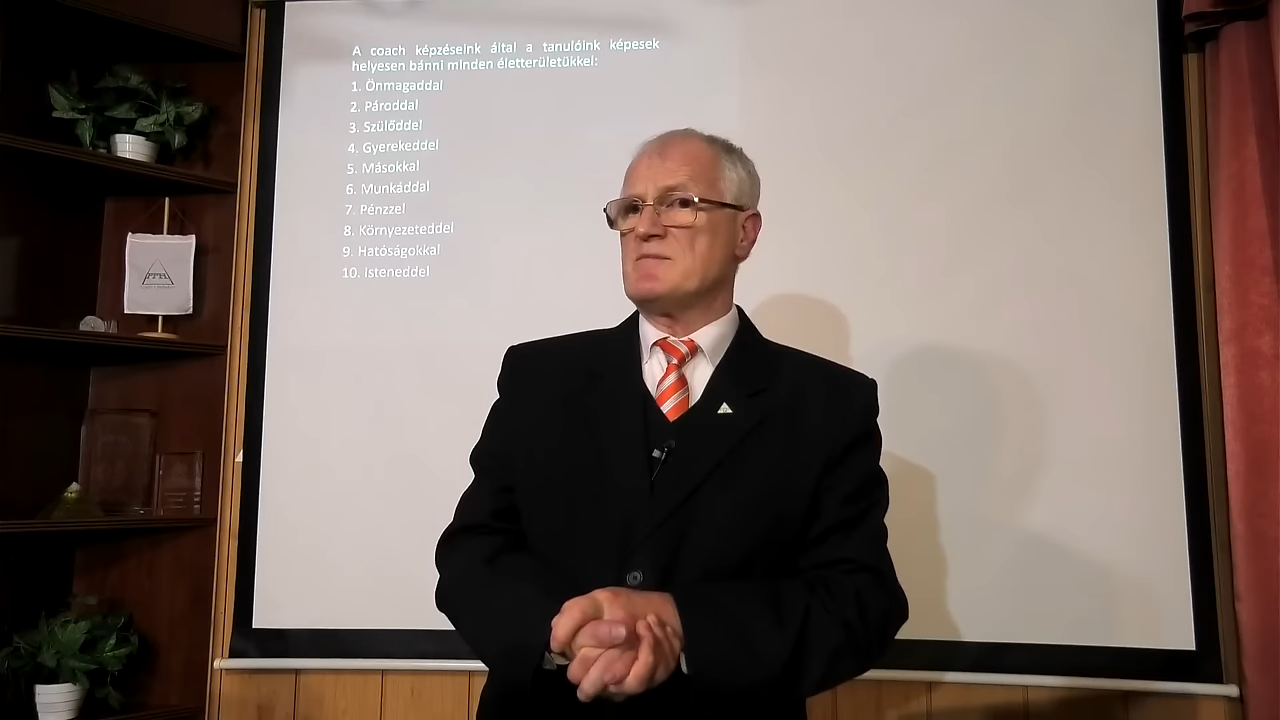 A coach képzéseink által a tanulóink képesek
helyesen bánni minden életterületükkel:
1. Önmagaddal
2. Pároddal
3. Szülőddel
4. Gyerekeddel
5. Másokkal
6. Munkáddal
7. Pénzzel
8. Környezeteddel
9. Hatóságokkal
10. Isteneddel